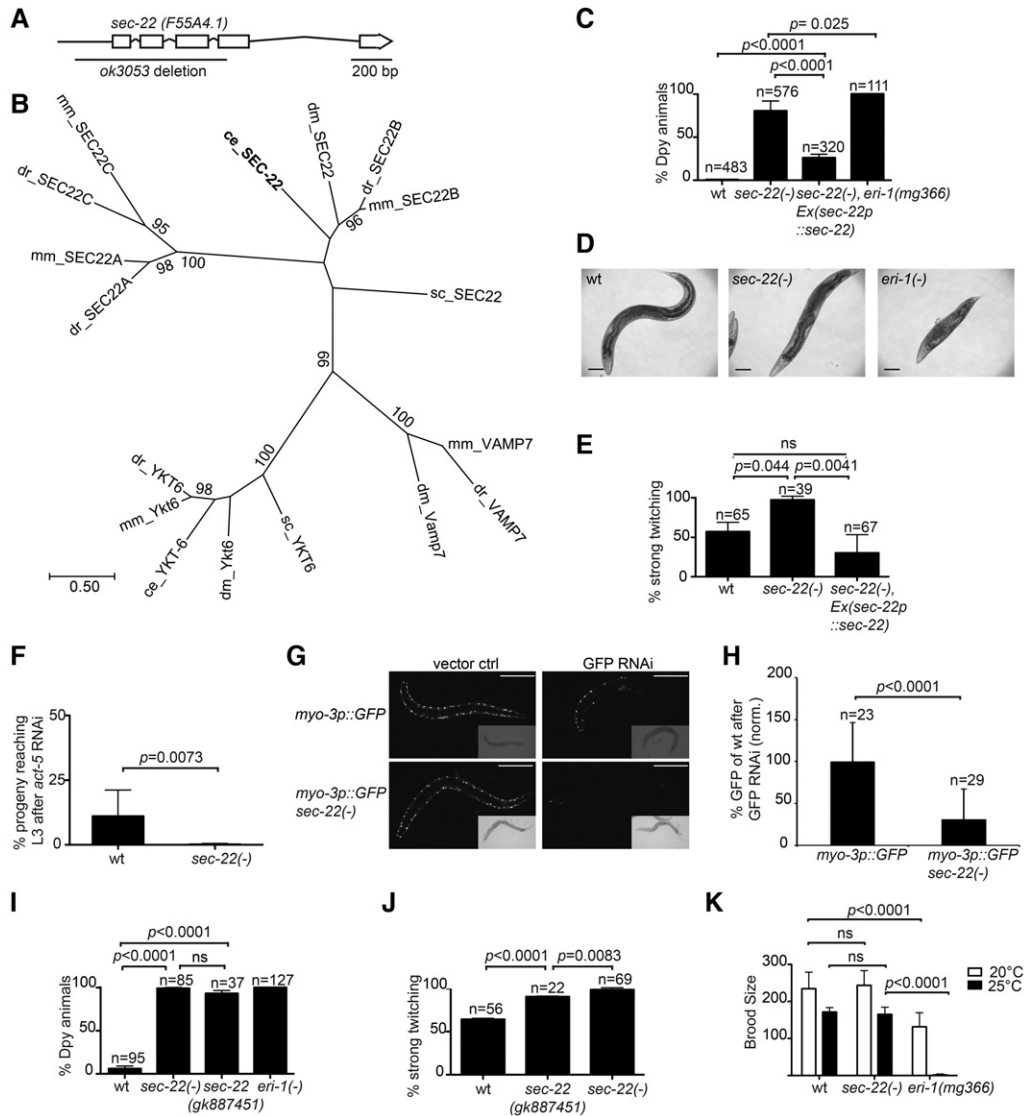 A
sec-22 (F55A4.1)
ok3053 deletion
200 bp
B
mm_SEC22C
dr_SEC22C
mm_SEC22A
dr_SEC22A
95
98
100
ce_SEC-22
dm_SEC22
dr_SEC22B
mm_SEC22B
96
sc_SEC22
66
100
mm_VAMP7
dr_VAMP7
dm_Vamp7
100
dr_YKT6
98
mm_Ykt6
ce_YKT-6
dm_Ykt6
sc_YKT6
0.50
C
p= 0.025
p<0.0001
p<0.0001
% Dpy animals
100
50
0
n=483
n=576
n=320
n=111
wt
sec-22(-)
sec-22(-),
Ex(sec-22p
::sec-22)
eri-1(mg366)
D
wt
sec-22(-)
eri-1(-)
E
ns
p=0.044
p=0.0041
% strong twitching
100
50
0
n=65
n=39
n=67
wt
sec-22(-)
sec-22(-),
Ex(sec-22p
::sec-22)
F
% progeny reaching
L3 after act-5 RNAi
50
25
0
p=0.0073
wt
sec-22(-)
G
vector ctrl
GFP RNAi
myo-3p::GFP
myo-3p::GFP
sec-22(-)
H
% GFP of wt after
GFP RNAi (norm.)
200
150
100
50
0
p<0.0001
n=23
n=29
myo-3p::GFP
myo-3p::GFP
sec-22(-)
I
p<0.0001
p<0.0001
ns
% Dpy animals
100
50
0
n=95
n=85
n=37
n=127
wt
sec-22(-)
sec-22
(gk887451)
eri-1(-)
J
p<0.0001
p=0.0083
% strong twitching
100
50
0
n=56
n=22
n=69
wt
sec-22
(gk887451)
sec-22(-)
K
p<0.0001
ns
ns
p<0.0001
Brood Size
300
200
100
20°C
25°C
wt
sec-22(-)
eri-1(mg366)